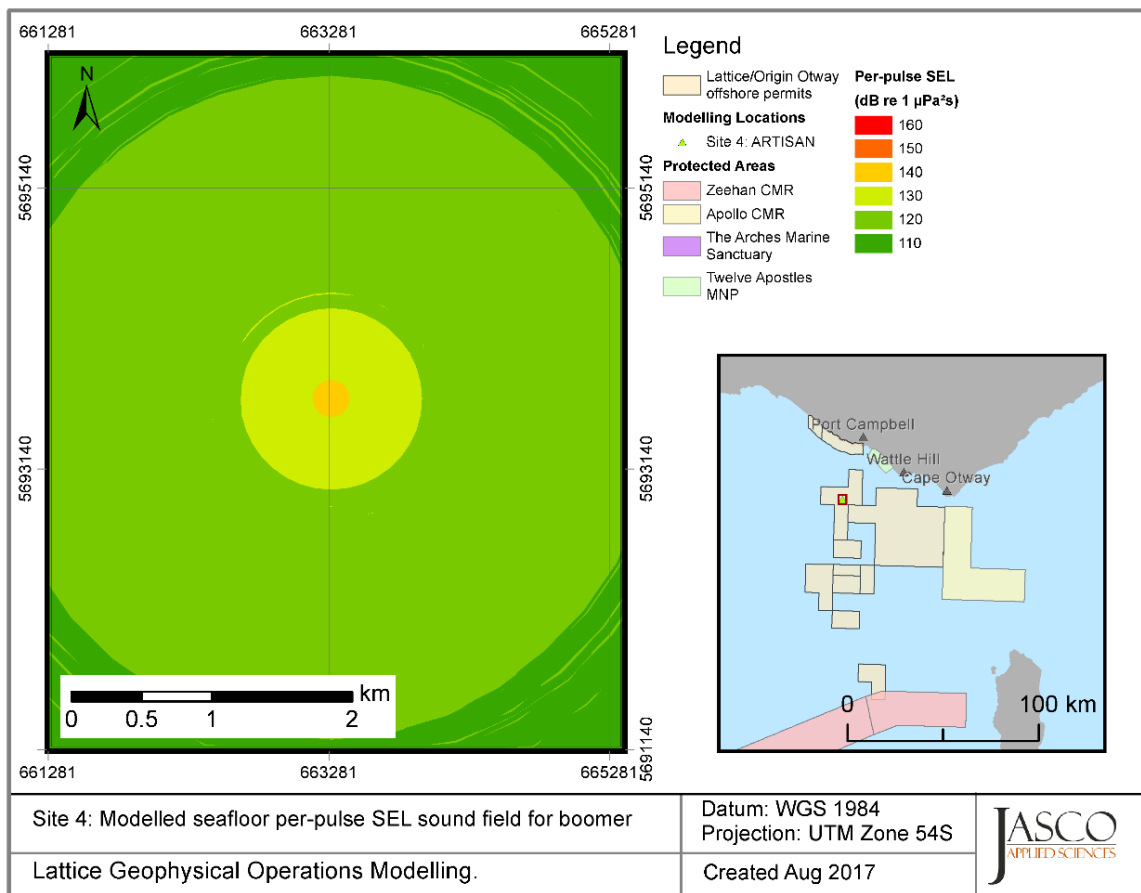 661281
663281
665281
N
5695140
5693140
5695140
5693140
5691140
km
0
0.5
1
2
661281
663281
665281
Legend
Lattice/Origin Otway
offshore permits
Modelling Locations
Site 4: ARTISAN
Protected Areas
Zeehan CMR
Apollo CMR
The Arches Marine
Sanctuary
Twelve Apostles
MNP
Per-pulse SEL
(dB re 1 µPa²s)
160
150
140
130
120
110
Port Campbell
Wattle Hill
Cape Otway
0
100 km
Site 4: Modelled seafloor per-pulse SEL sound field for boomer
Lattice Geophysical Operations Modelling.
Datum: WGS 1984
Projection: UTM Zone 54S
Created Aug 2017
JASCO
APPLIED SCIENCES